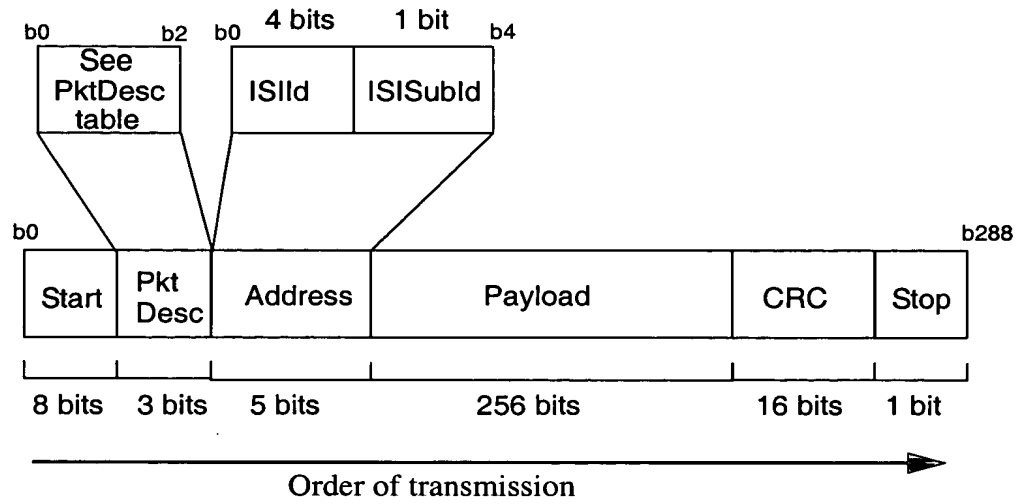 4 bits 1 bit
b0 b2 b0 b4
See
PktDesc
table
ISIId ISISubId
b0 b288
Start Pkt
Desc Address Payload CRC Stop
8 bits 3 bits 5 bits 256 bits 16 bits 1 bit
Order of transmission